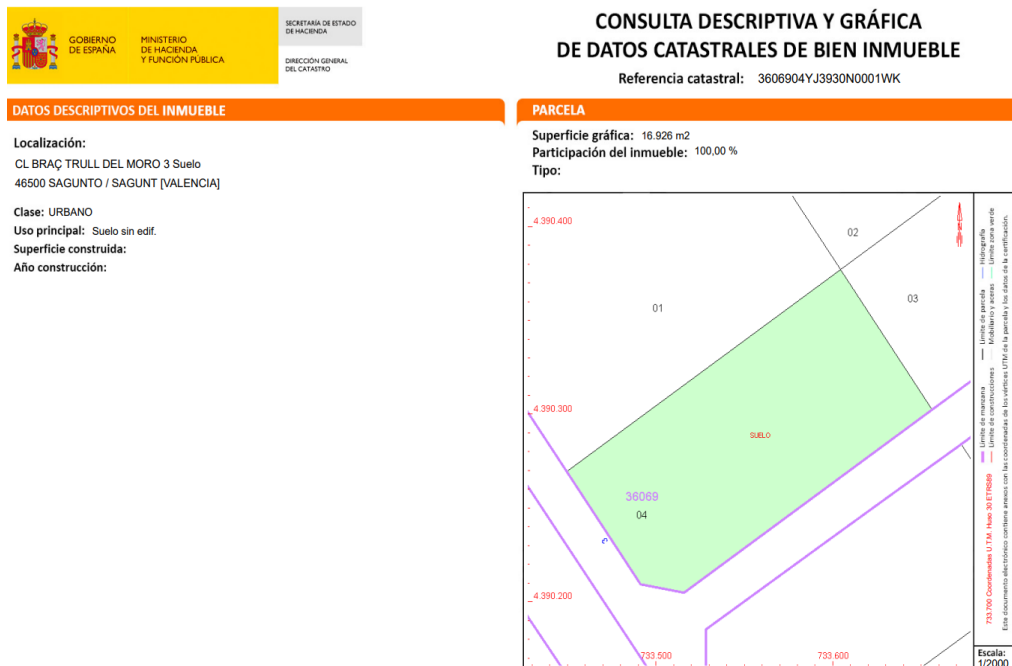 GOBIERNO
DE ESPAÑA
MINISTERIO
DE HACIENDA
Y FUNCIÓN PÚBLICA
SECRETARÍA DE ESTADO
DE HACIENDA
DIRECCIÓN GENERAL
DEL CATASTRO
CONSULTA DESCRIPTIVA Y GRÁFICA
DE DATOS CATASTRALES DE BIEN INMUEBLE
Referencia catastral: 3606904YJ3930N0001WK
DATOS DESCRIPTIVOS DEL INMUEBLE
Localización:
CL BRAÇ TRULL DEL MORO 3 Suelo
46500 SAGUNTO / SAGUNT [VALENCIA]
Clase: URBANO
Uso principal: Suelo sin edif.
Superficie construida:
Año construcción:
PARCELA
Superficie gráfica: 16.926 m2
Participación del inmueble: 100,00 %
Tipo:
4.390.400
02
03
01
4.390.300
SUELO
36069
04
4.390.200
733.500
733.600
Límite de manzana
Límite de parcela
Hidrografía
Límite de construcciones
Mobiliario y aceras
Límite zona verde
733.700 Coordenadas U.T.M. Huso 30 ETRS89
Este documento electrónico contiene anexos con las coordenadas de los vértices UTM de la parcela y los datos de la certificación.
Escala:
1/2000